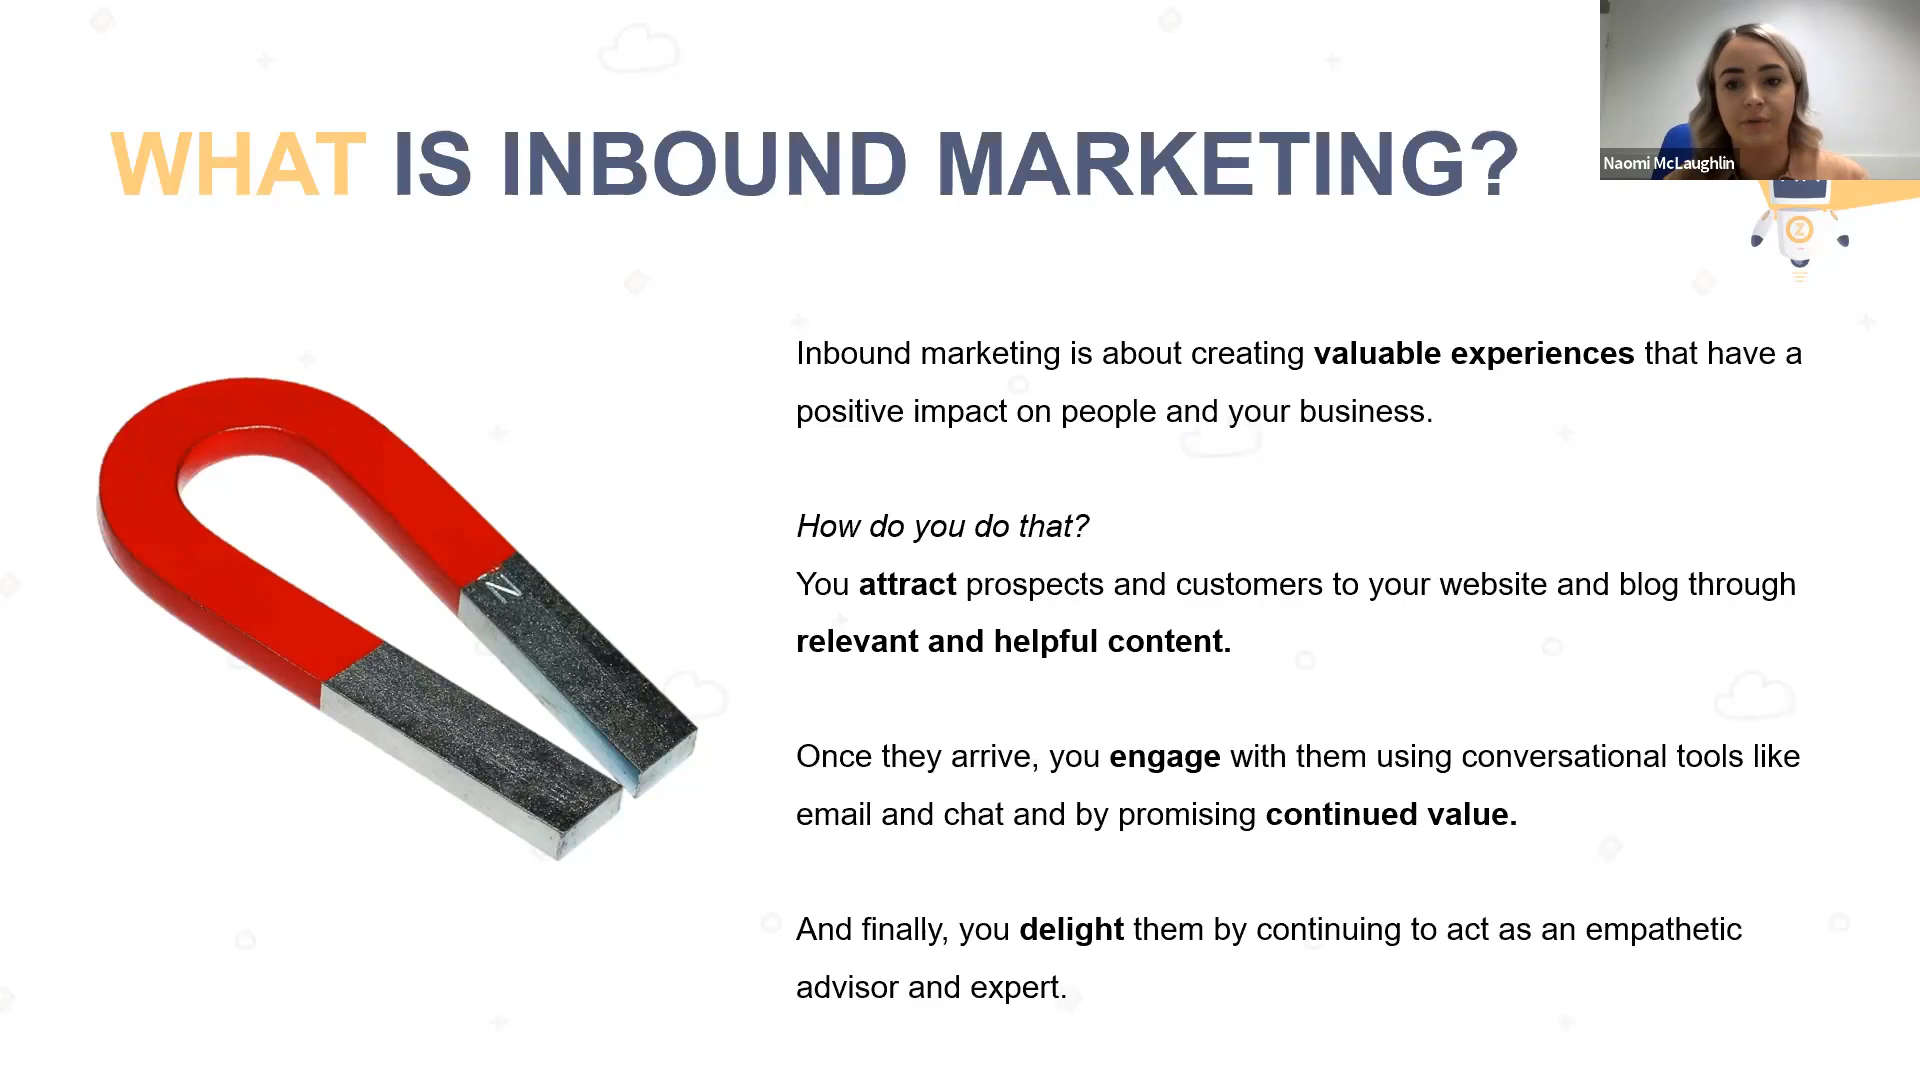 WHAT IS INBOUND MARKETING?
Naomi McLaughlin
Z
Inbound marketing is about creating valuable experiences that have a
positive impact on people and your business.
How do you do that?
You attract prospects and customers to your website and blog through
relevant and helpful content.
N
Once they arrive, you engage with them using conversational tools like
email and chat and by promising continued value.
And finally, you delight them by continuing to act as an empathetic
advisor and expert.